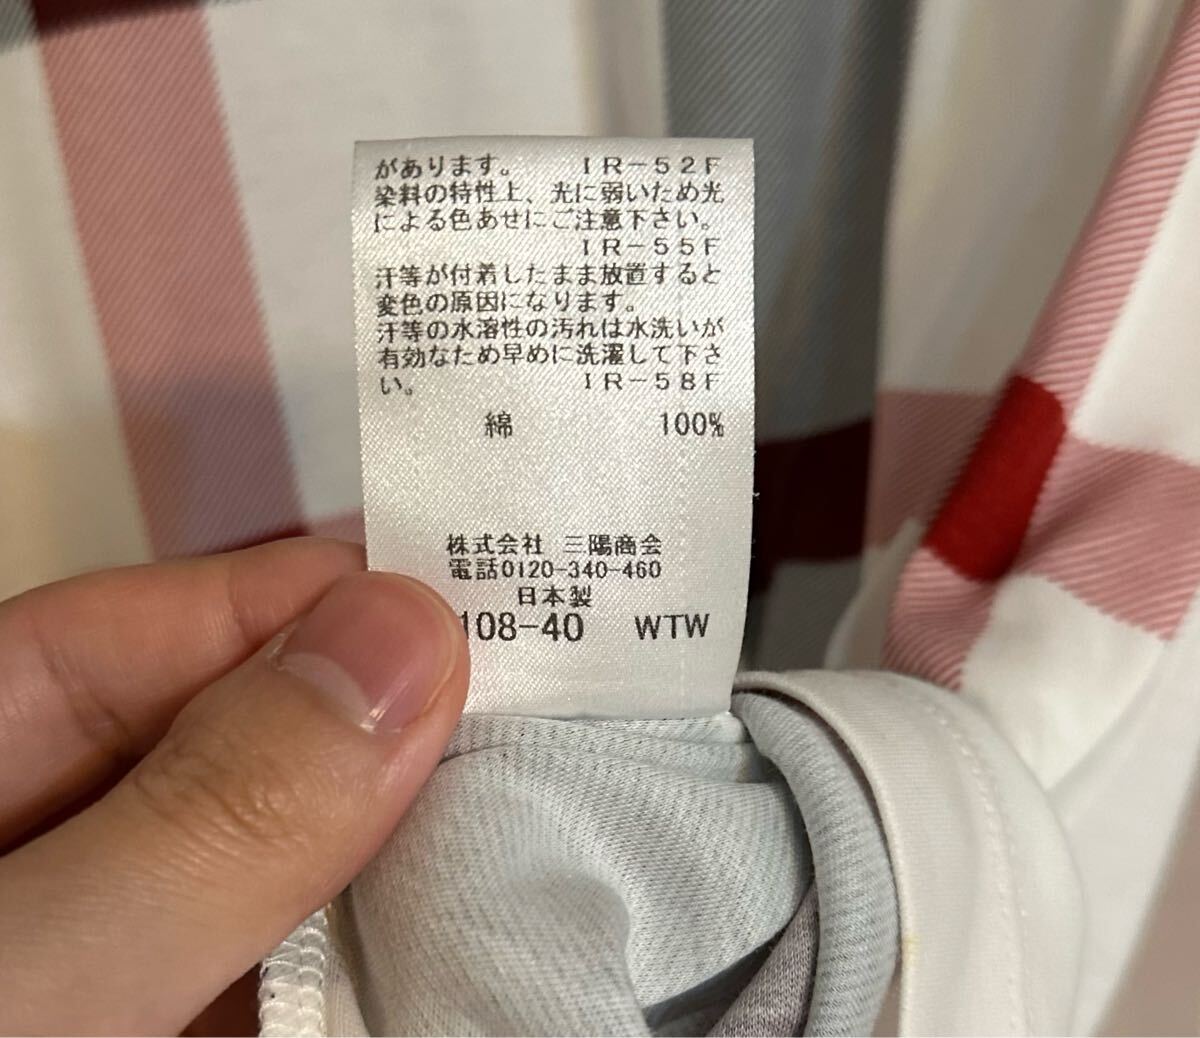 があります。 IR-52F
染料の特性上、光に弱いため光
による色あせにご注意下さい。
IR-55F
汗等が付着したまま放置すると
変色の原因になります。
汗等の水溶性の汚れは水洗いが
有効なため早めに洗濯して下さ
い。 IR-58F
綿 100%
株式会社 三陽商会
電話0120-340-460
日本製
108-40 WTW